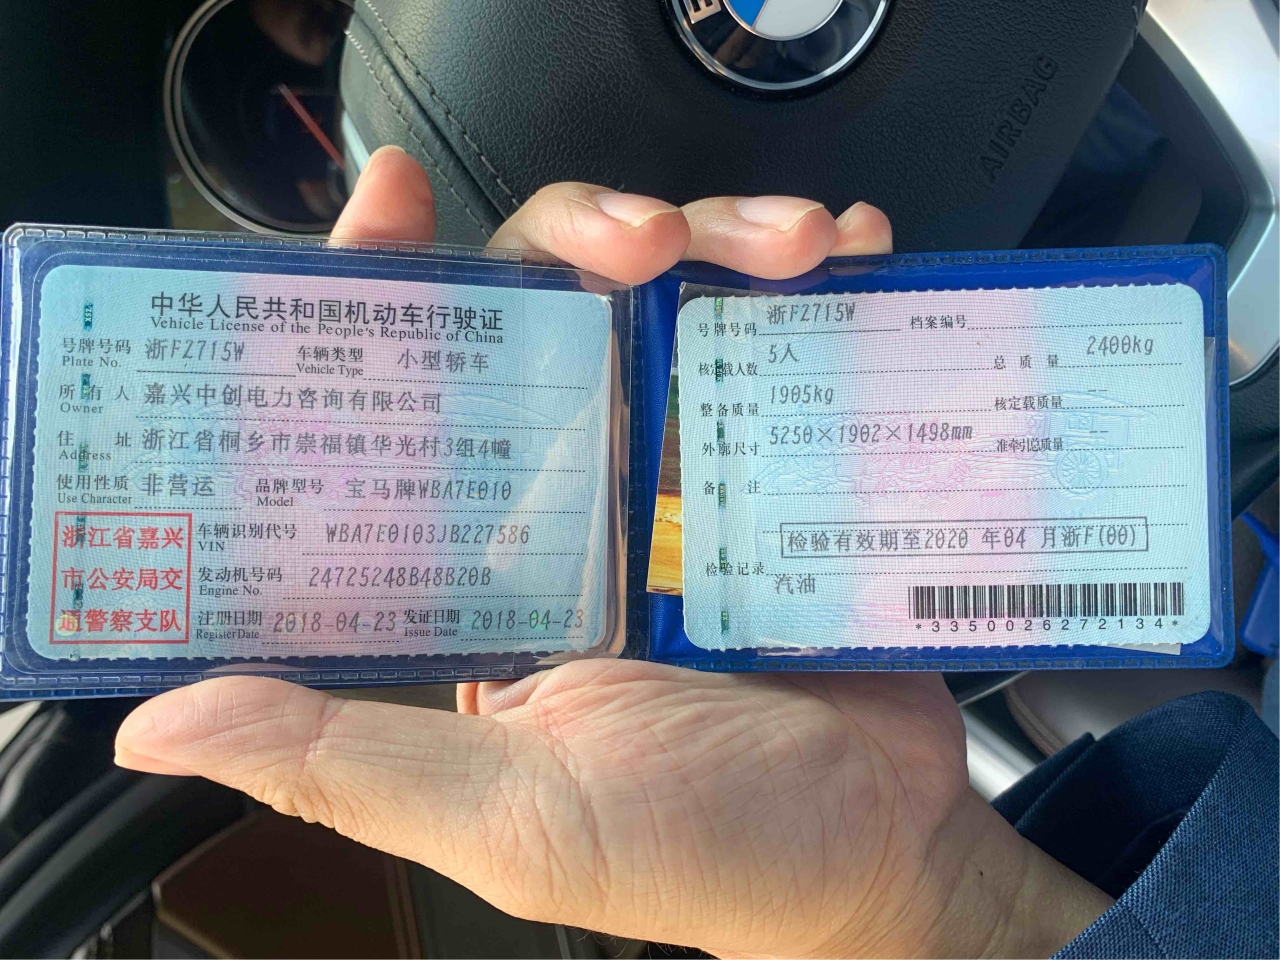 AIRBAG
中华人民共和国机动车行驶证
Vehicle License of the People's Republic of China
号牌号码 浙F2715W 车辆类型 小型轿车
Plate No. Vehicle Type
所有人 嘉兴中创电力咨询有限公司
Owner
住址 浙江省桐乡市崇福镇华光村3组4幢
Address
使用性质 非营运 品牌型号 宝马牌WBA7E010
Use Character Model
浙江省嘉兴
市公安局交
通警察支队
车辆识别代号 WBA7E0103JB227586
VIN
发动机号码 24725248B48B20B
Engine No.
注册日期 2018-04-23 发证日期 2018-04-23
Register Date Issue Date
号牌号码 浙F2715W 档案编号
核定载人数 5人 总质量 2400kg
整备质量 1905kg 核定载质量 --
外廓尺寸 5250×1902×1498mm 准牵引总质量 --
备注
检验有效期至2020年04月浙F(00)
检验记录
汽油
*3350026272134*